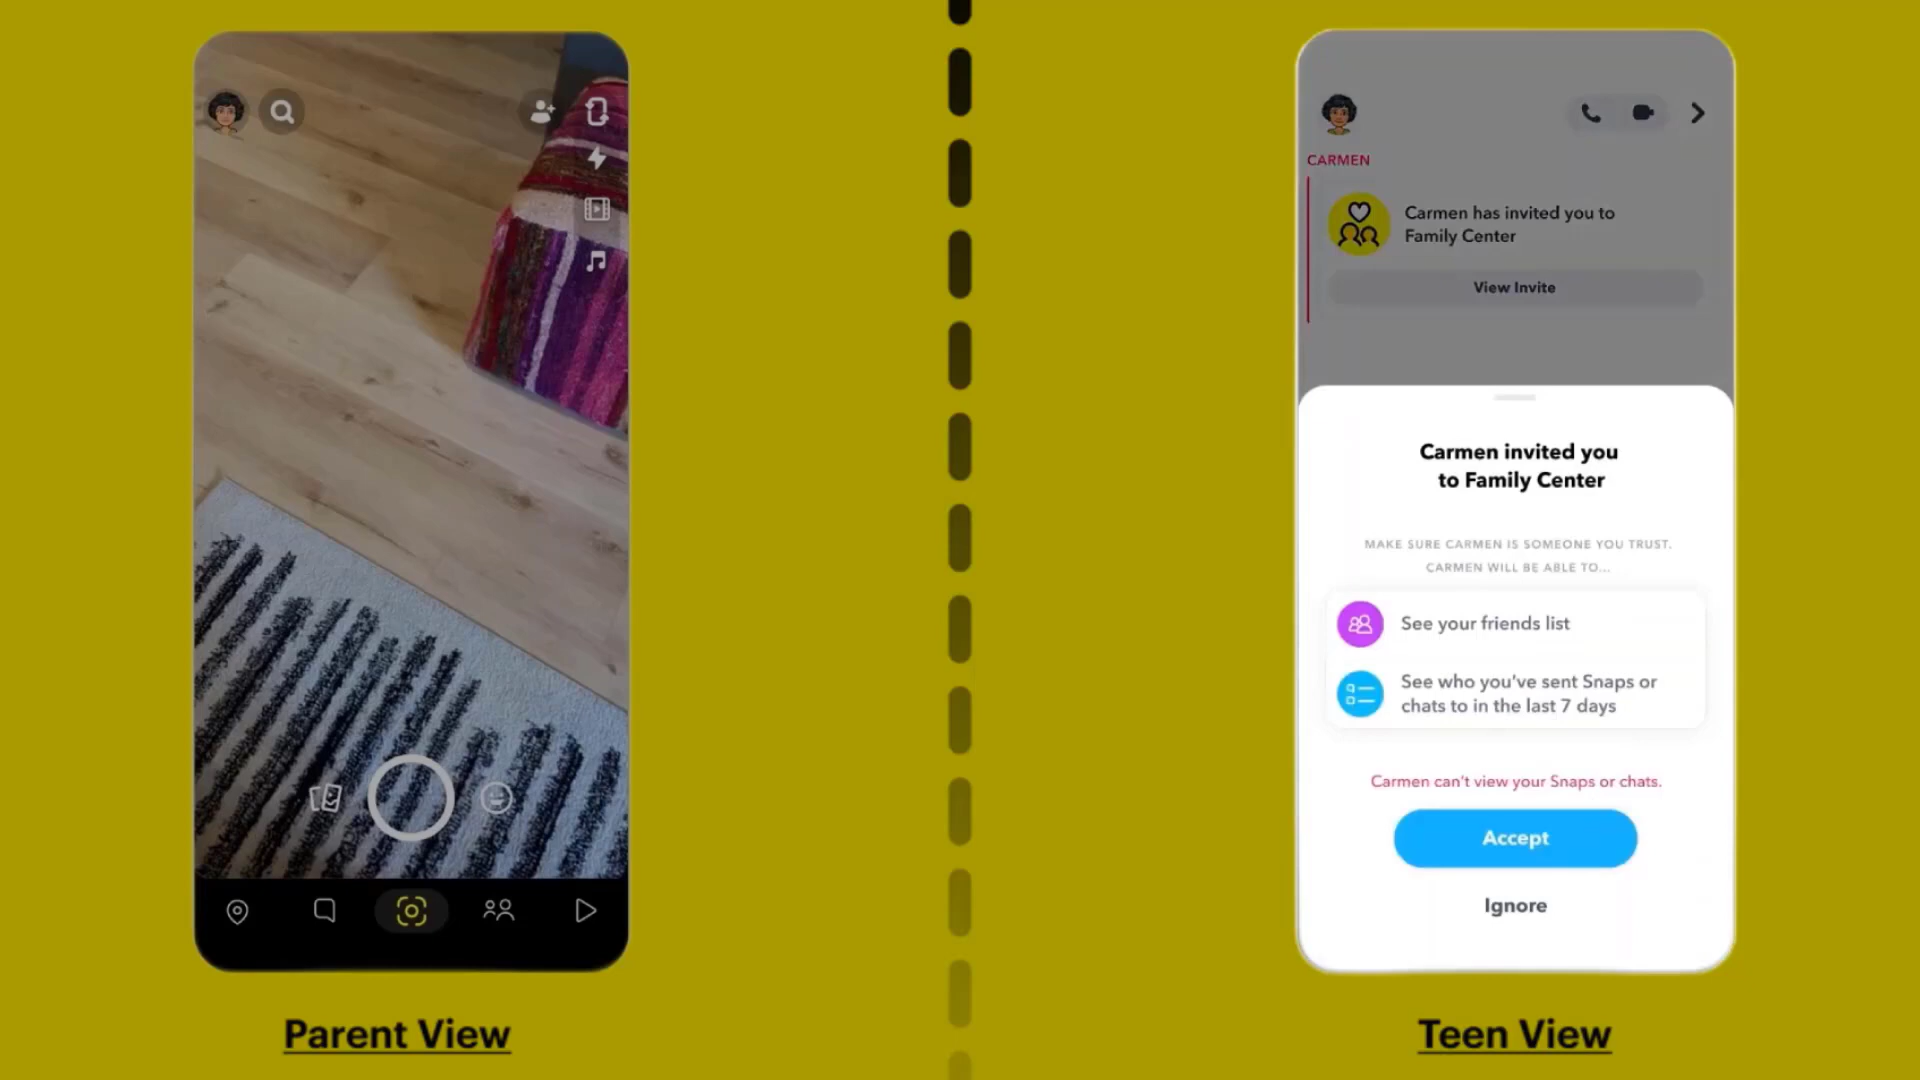 CARMEN
Carmen has invited you to
Family Center
View Invite
Carmen invited you
to Family Center
MAKE SURE CARMEN IS SOMEONE YOU TRUST.
CARMEN WILL BE ABLE TO...
See your friends list
See who you've sent Snaps or
chats to in the last 7 days
Carmen can't view your Snaps or chats.
Accept
Ignore
Parent View
Teen View